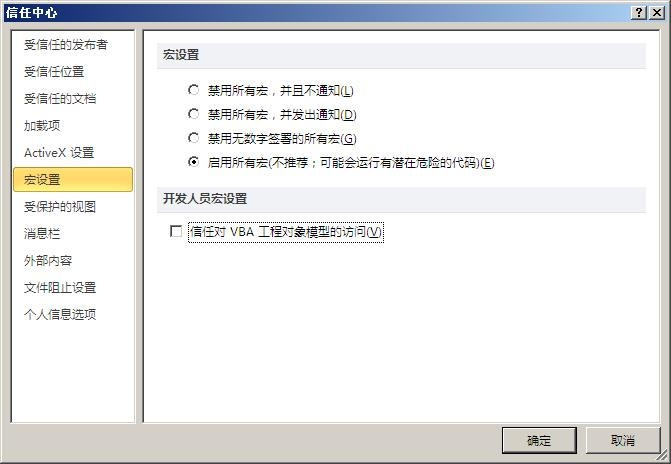 信任中心
受信任的发布者
受信任位置
受信任的文档
加载项
ActiveX 设置
宏设置
受保护的视图
消息栏
外部内容
文件阻止设置
个人信息选项
宏设置
禁用所有宏，并且不通知(L)
禁用所有宏，并发出通知(D)
禁用无数字签署的所有宏(G)
启用所有宏(不推荐；可能会运行有潜在危险的代码)(E)
开发人员宏设置
信任对 VBA 工程对象模型的访问(V)
确定
取消